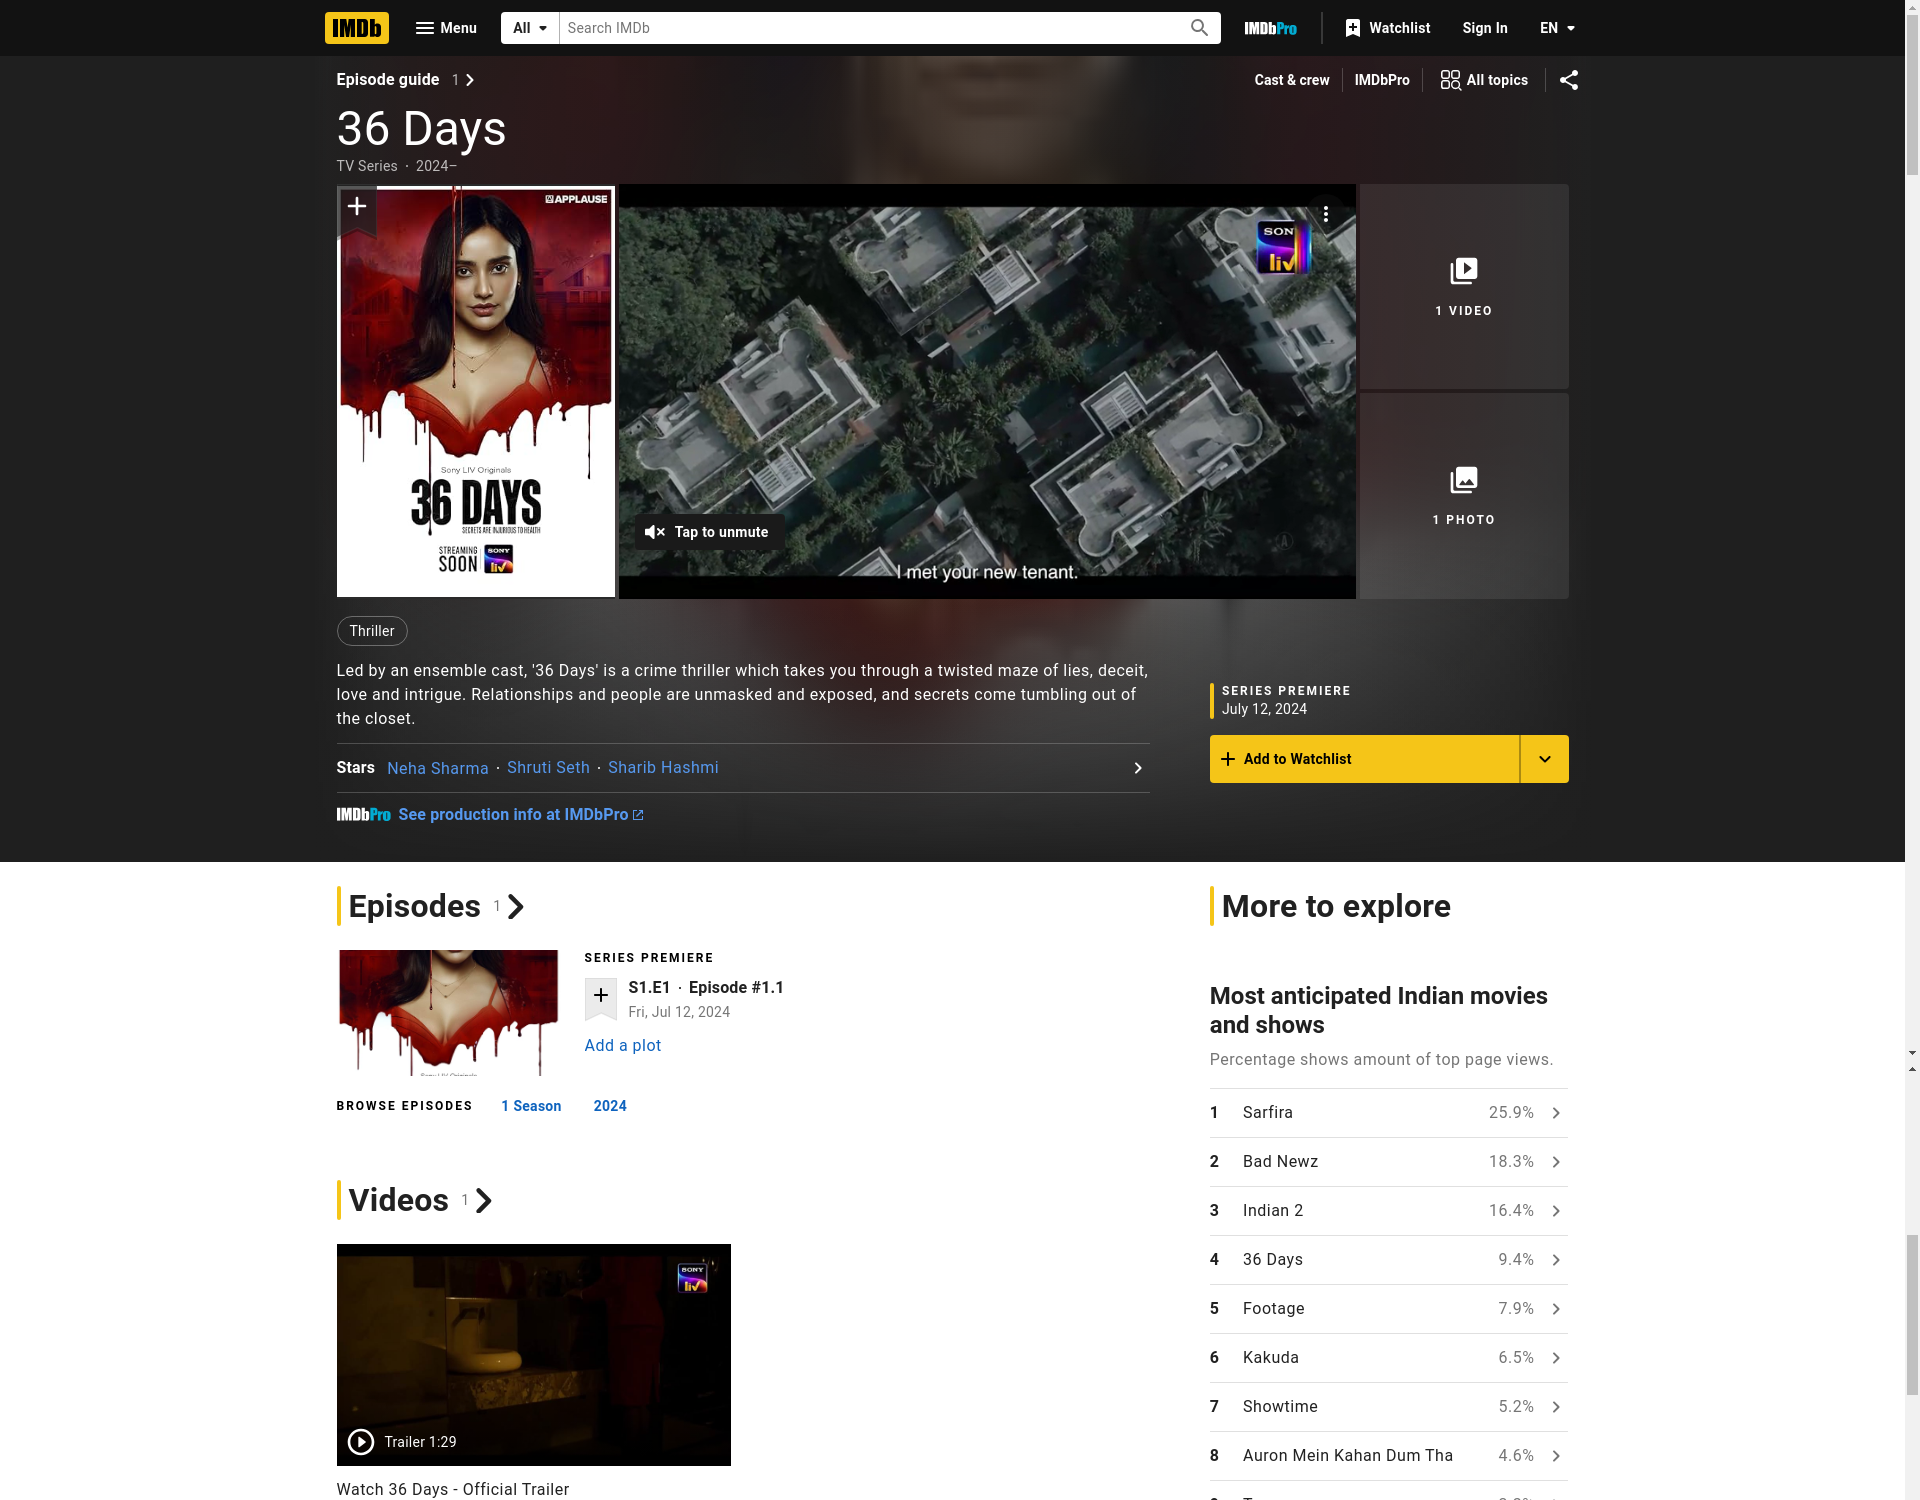 IMDb
Menu
All
Search IMDb
IMDbPro
Watchlist
Sign In
EN
Episode guide 1
Cast & crew
IMDbPro
All topics
36 Days
TV Series · 2024–
APPLAUSE
Sony LIV Originals
36 DAYS
SECRETS ARE INJURIOUS TO HEALTH
STREAMING
SOON
SONY
liv
SONY
liv
Tap to unmute
I met your new tenant.
1 VIDEO
1 PHOTO
Thriller
Led by an ensemble cast, '36 Days' is a crime thriller which takes you through a twisted maze of lies, deceit,
love and intrigue. Relationships and people are unmasked and exposed, and secrets come tumbling out of
the closet.
SERIES PREMIERE
July 12, 2024
Add to Watchlist
Stars Neha Sharma · Shruti Seth · Sharib Hashmi
IMDbPro See production info at IMDbPro
Episodes 1
SERIES PREMIERE
S1.E1 · Episode #1.1
Fri, Jul 12, 2024
Add a plot
Sony LIV Originals
BROWSE EPISODES 1 Season 2024
Videos 1
SONY
liv
Trailer 1:29
Watch 36 Days - Official Trailer
More to explore
Most anticipated Indian movies
and shows
Percentage shows amount of top page views.
1 Sarfira 25.9%
2 Bad Newz 18.3%
3 Indian 2 16.4%
4 36 Days 9.4%
5 Footage 7.9%
6 Kakuda 6.5%
7 Showtime 5.2%
8 Auron Mein Kahan Dum Tha 4.6%